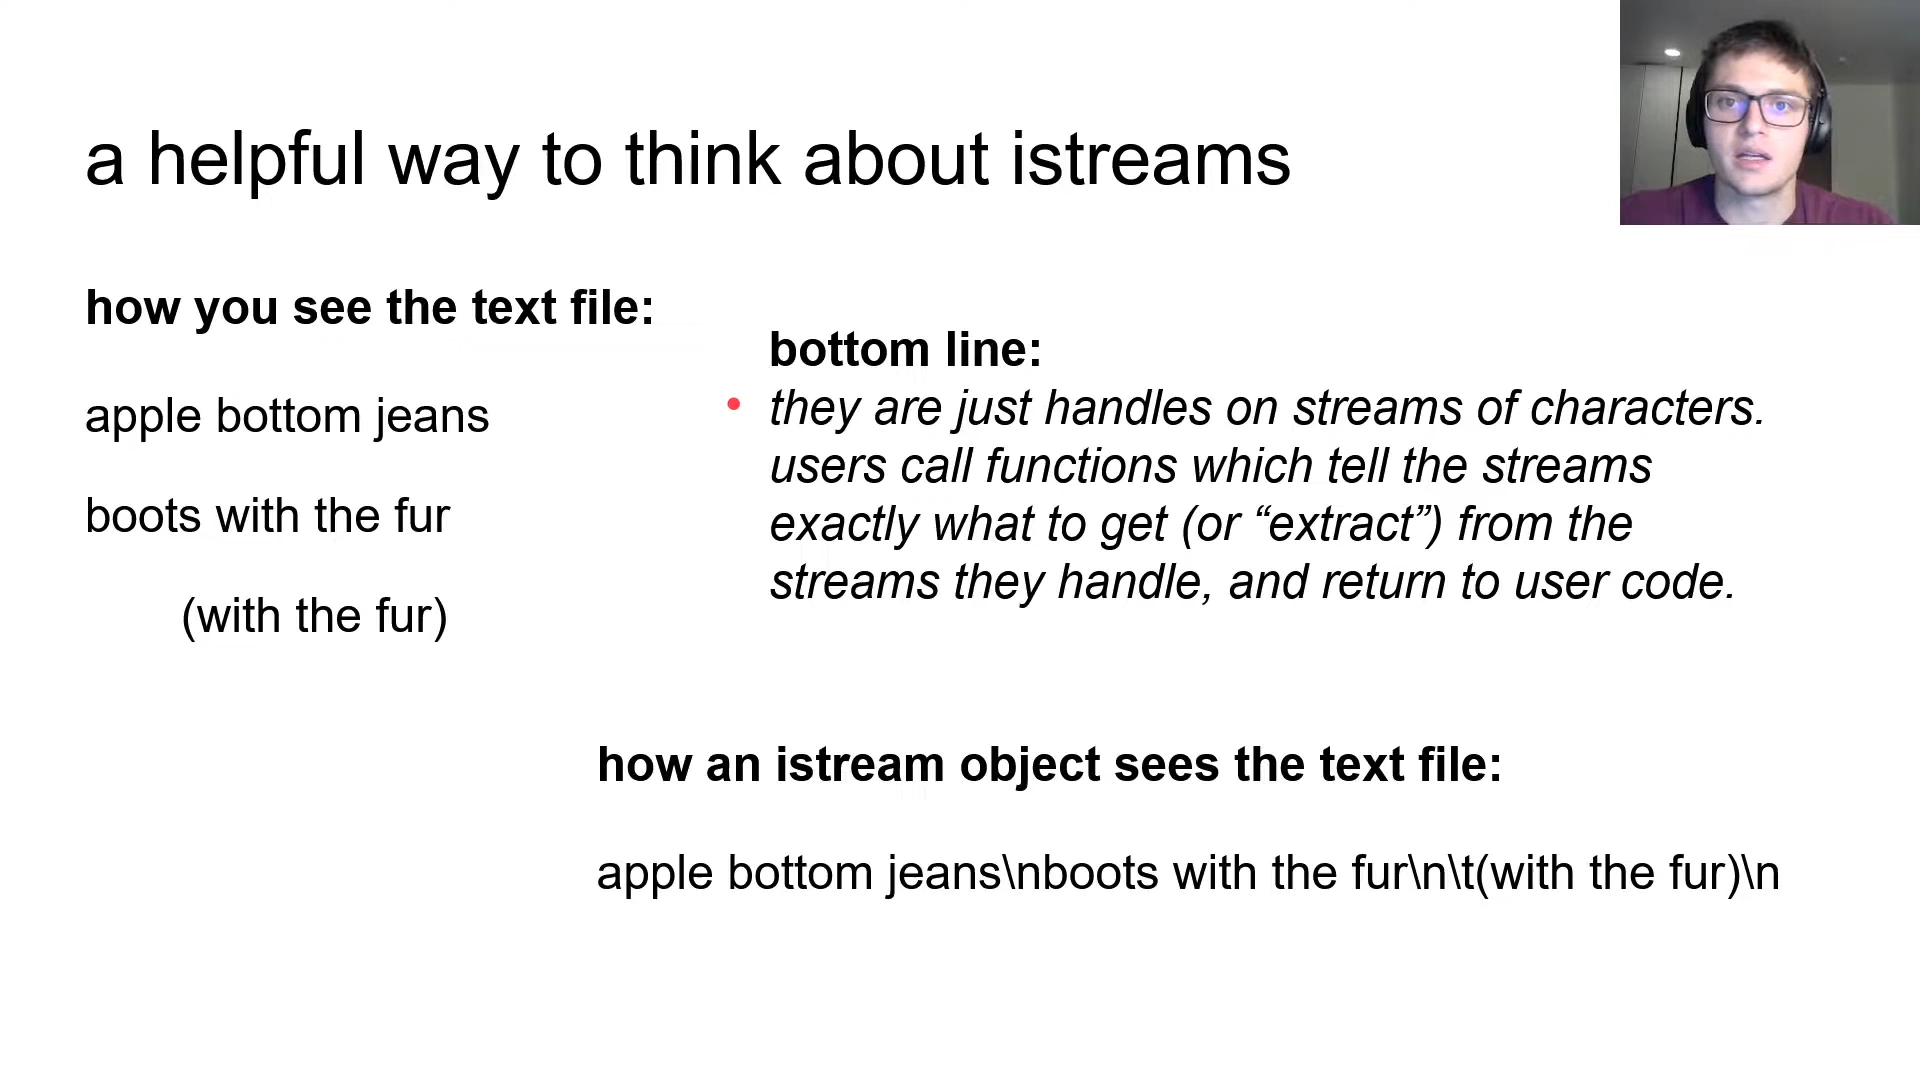 a helpful way to think about istreams
how you see the text file:
apple bottom jeans
boots with the fur
(with the fur)
bottom line:
they are just handles on streams of characters.
users call functions which tell the streams
exactly what to get (or “extract”) from the
streams they handle, and return to user code.
how an istream object sees the text file:
apple bottom jeans\nboots with the fur\n\t(with the fur)\n